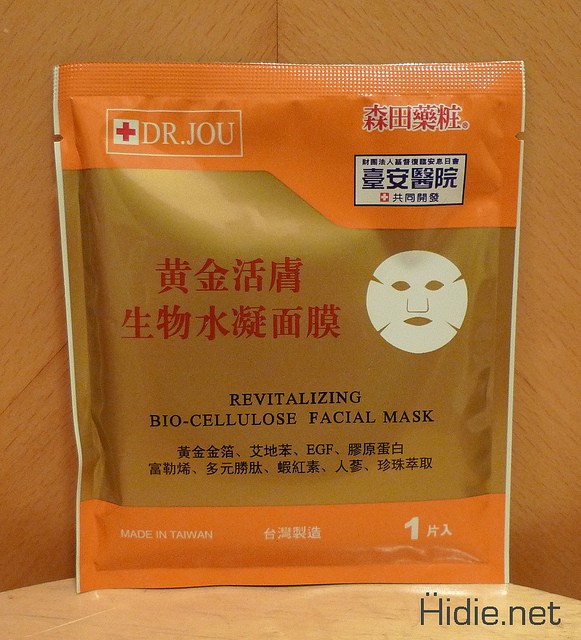 DR.JOU
森田藥粧®
財團法人基督復臨安息日會
臺安醫院
共同開發
黃金活膚
生物水凝面膜
REVITALIZING
BIO-CELLULOSE FACIAL MASK
黃金金箔、艾地苯、EGF、膠原蛋白
富勒烯、多元勝肽、蝦紅素、人蔘、珍珠萃取
MADE IN TAIWAN 台灣製造 1片入
Hidie.net